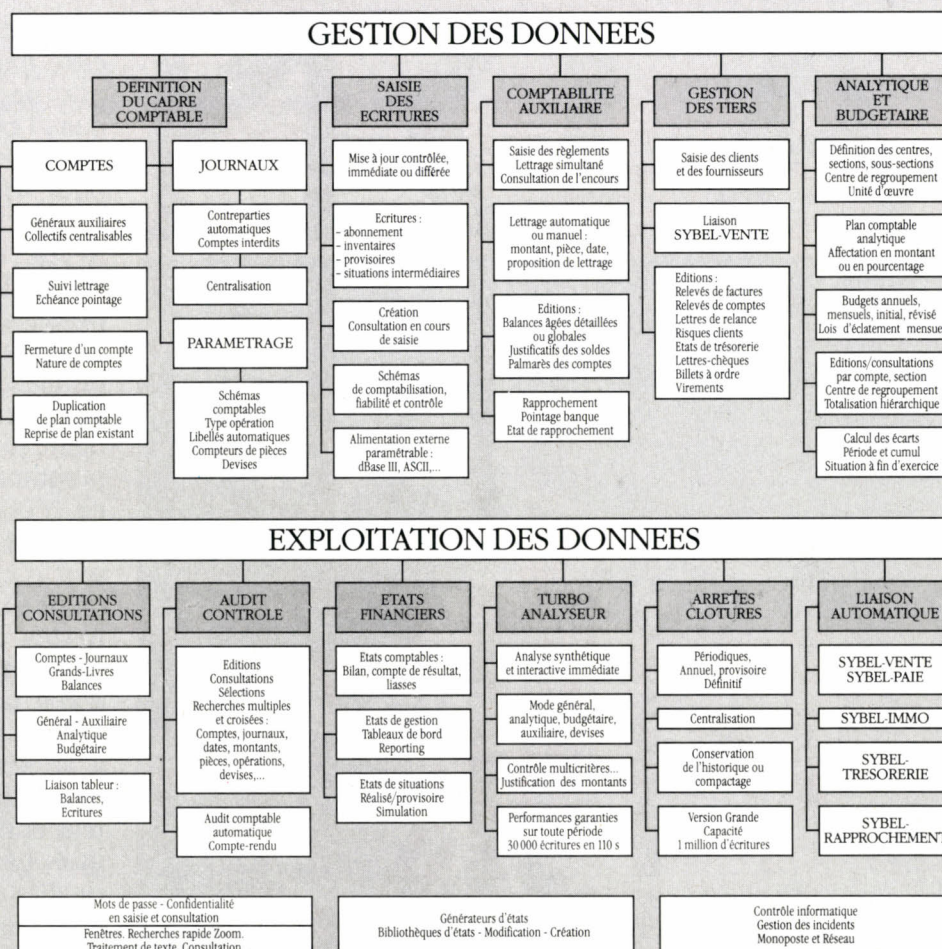 GESTION DES DONNEES
DEFINITION
DU CADRE
COMPTABLE
COMPTES
Généraux auxiliaires
Collectifs centralisables
Suivi lettrage
Echéance pointage
Fermeture d'un compte
Nature de comptes
Duplication
de plan comptable
Reprise de plan existant
JOURNAUX
Contreparties
automatiques
Comptes interdits
Centralisation
PARAMETRAGE
Schémas
comptables
Type opération
Libellés automatiques
Compteurs de pièces
Devises
SAISIE
DES
ECRITURES
Mise à jour contrôlée,
immédiate ou différée
Ecritures :
- abonnement
- inventaires
- provisoires
- situations intermédiaires
Création
Consultation en cours
de saisie
Schémas
de comptabilisation,
fiabilité et contrôle
Alimentation externe
paramétrable :
dBase III, ASCII,...
COMPTABILITE
AUXILIAIRE
Saisie des règlements
Lettrage simultané
Consultation de l'encours
Lettrage automatique
ou manuel :
montant, pièce, date,
proposition de lettrage
Editions :
Balances âgées détaillées
ou globales
Justificatifs des soldes
Palmarès des comptes
Rapprochement
Pointage banque
Etat de rapprochement
GESTION
DES TIERS
Saisie des clients
et des fournisseurs
Liaison
SYBEL-VENTE
Editions :
Relevés de factures
Relevés de comptes
Lettres de relance
Risques clients
Etats de trésorerie
Lettres-chèques
Billets à ordre
Virements
ANALYTIQUE
ET
BUDGETAIRE
Définition des centres,
sections, sous-sections
Centre de regroupement
Unité d'œuvre
Plan comptable
analytique
Affectation en montant
ou en pourcentage
Budgets annuels,
mensuels, initial, révisé
Lois d'éclatement mensue
Editions/consultations
par compte, section
Centre de regroupement
Totalisation hiérarchique
Calcul des écarts
Période et cumul
Situation à fin d'exercice
EXPLOITATION DES DONNEES
EDITIONS
CONSULTATIONS
Comptes - Journaux
Grands-Livres
Balances
Général - Auxiliaire
Analytique
Budgétaire
Liaison tableur :
Balances,
Ecritures
AUDIT
CONTROLE
Editions
Consultations
Sélections
Recherches multiples
et croisées :
Comptes, journaux,
dates, montants,
pièces, opérations,
devises,...
Audit comptable
automatique
Compte-rendu
ETATS
FINANCIERS
Etats comptables :
Bilan, compte de résultat,
liasses
Etats de gestion
Tableaux de bord
Reporting
Etats de situations
Réalisé/provisoire
Simulation
TURBO
ANALYSEUR
Analyse synthétique
et interactive immédiate
Mode général,
analytique, budgétaire,
auxiliaire, devises
Contrôle multicritères...
Justification des montants
Performances garanties
sur toute période
30 000 écritures en 110 s
ARRETES
CLOTURES
Périodiques,
Annuel, provisoire
Définitif
Centralisation
Conservation
de l'historique ou
compactage
Version Grande
Capacité
1 million d'écritures
LIAISON
AUTOMATIQUE
SYBEL-VENTE
SYBEL-PAIE
SYBEL-IMMO
SYBEL-
TRESORERIE
SYBEL-
RAPPROCHEMENT
Mots de passe - Confidentialité
en saisie et consultation
Fenêtres. Recherches rapide Zoom.
Traitement de texte. Consultation
Générateurs d'états
Bibliothèques d'états - Modification - Création
Contrôle informatique
Gestion des incidents
Monoposte et Réseau